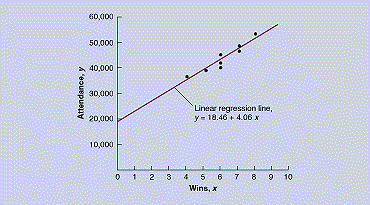 60,000
50,000
40,000
30,000
20,000
10,000
Attendance, y
Linear regression line,
y = 18.46 + 4.06 x
0 1 2 3 4 5 6 7 8 9 10
Wins, x